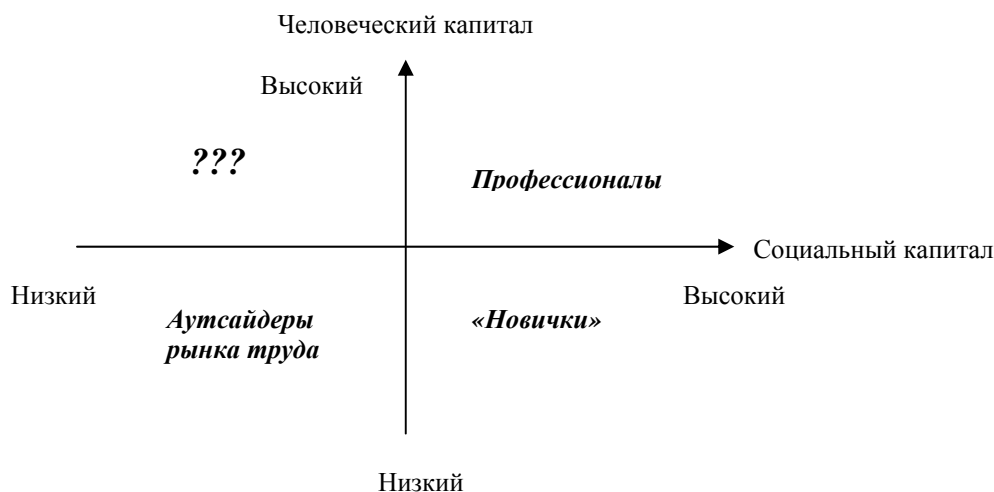 Человеческий капитал
Высокий
???
Профессионалы
Социальный капитал
Низкий
Высокий
Аутсайдеры
рынка труда
«Новички»
Низкий